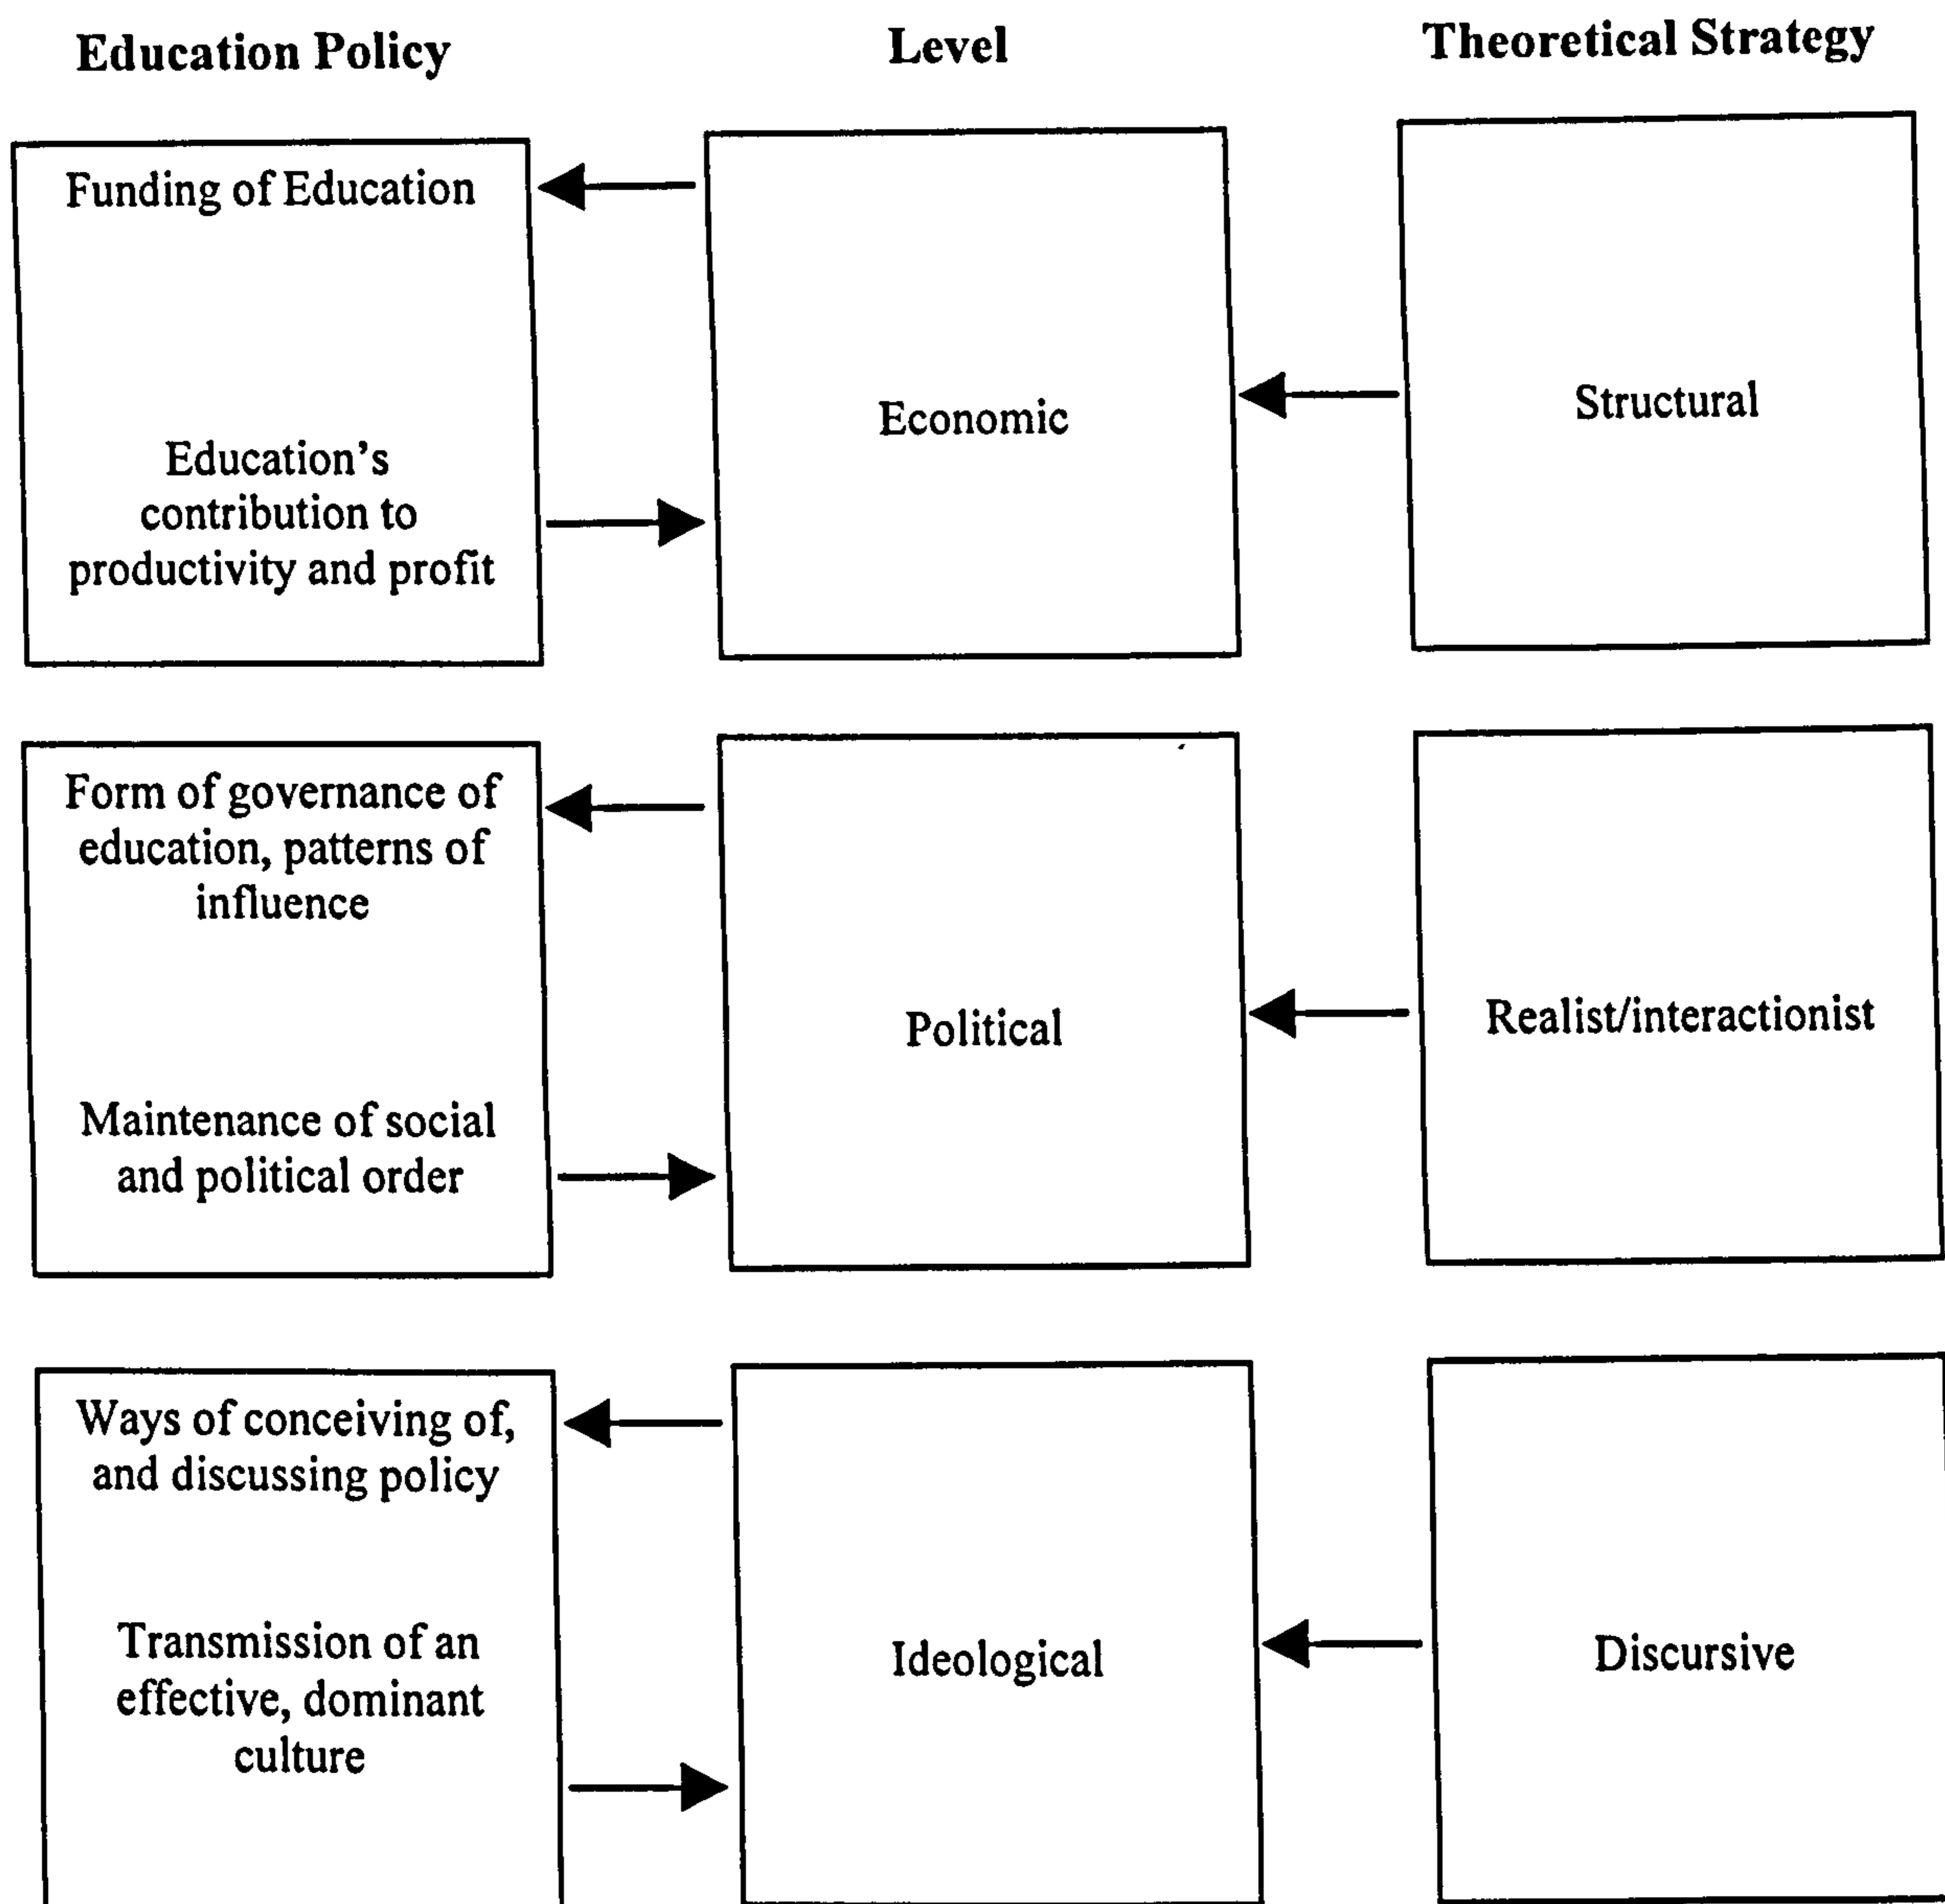 Education Policy
Level
Theoretical Strategy
Funding of Education
Education's
contribution to
productivity and profit
Economic
Structural
Form of governance of
education, patterns of
influence
Maintenance of social
and political order
Political
Realist/interactionist
Ways of conceiving of,
and discussing policy
Transmission of an
effective, dominant
culture
Ideological
Discursive